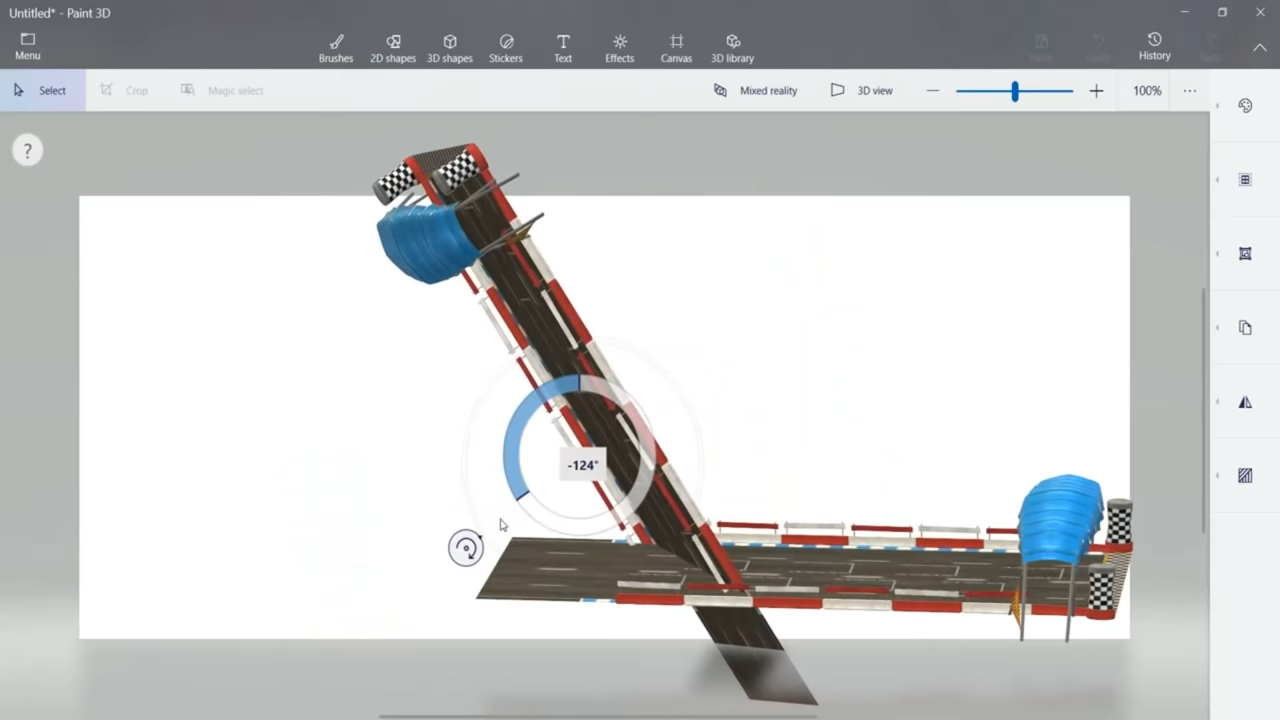 Untitled* - Paint 3D
Menu
Brushes
2D shapes
3D shapes
Stickers
Text
Effects
Canvas
3D library
History
Select
Crop
Magic select
Mixed reality
3D view
100%
?
-124°